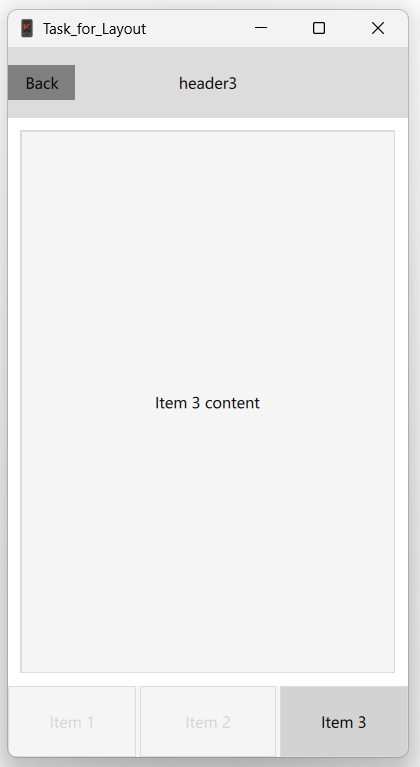 Task_for_Layout
Back
header3
Item 3 content
Item 1
Item 2
Item 3